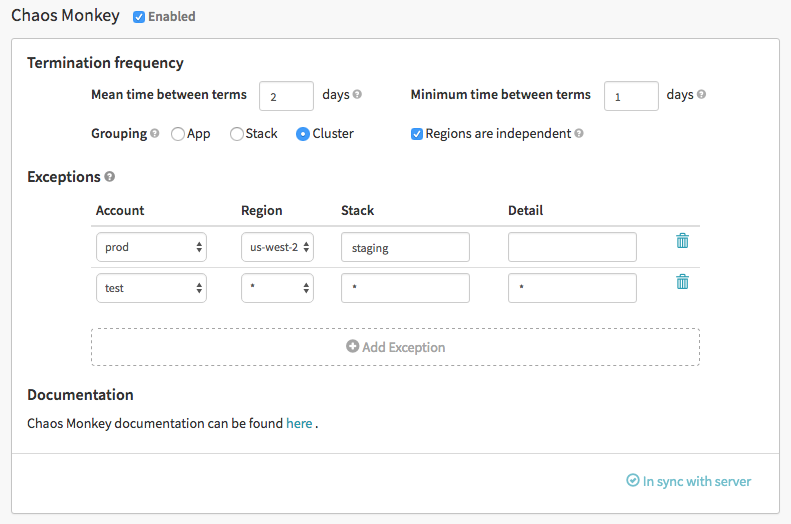 Chaos Monkey Enabled
Termination frequency
Mean time between terms 2 days ? Minimum time between terms 1 days ?
Grouping ? App Stack Cluster Regions are independent ?
Exceptions ?
Account Region Stack Detail
prod us-west-2 staging
test * * *
Add Exception
Documentation
Chaos Monkey documentation can be found here .
In sync with server